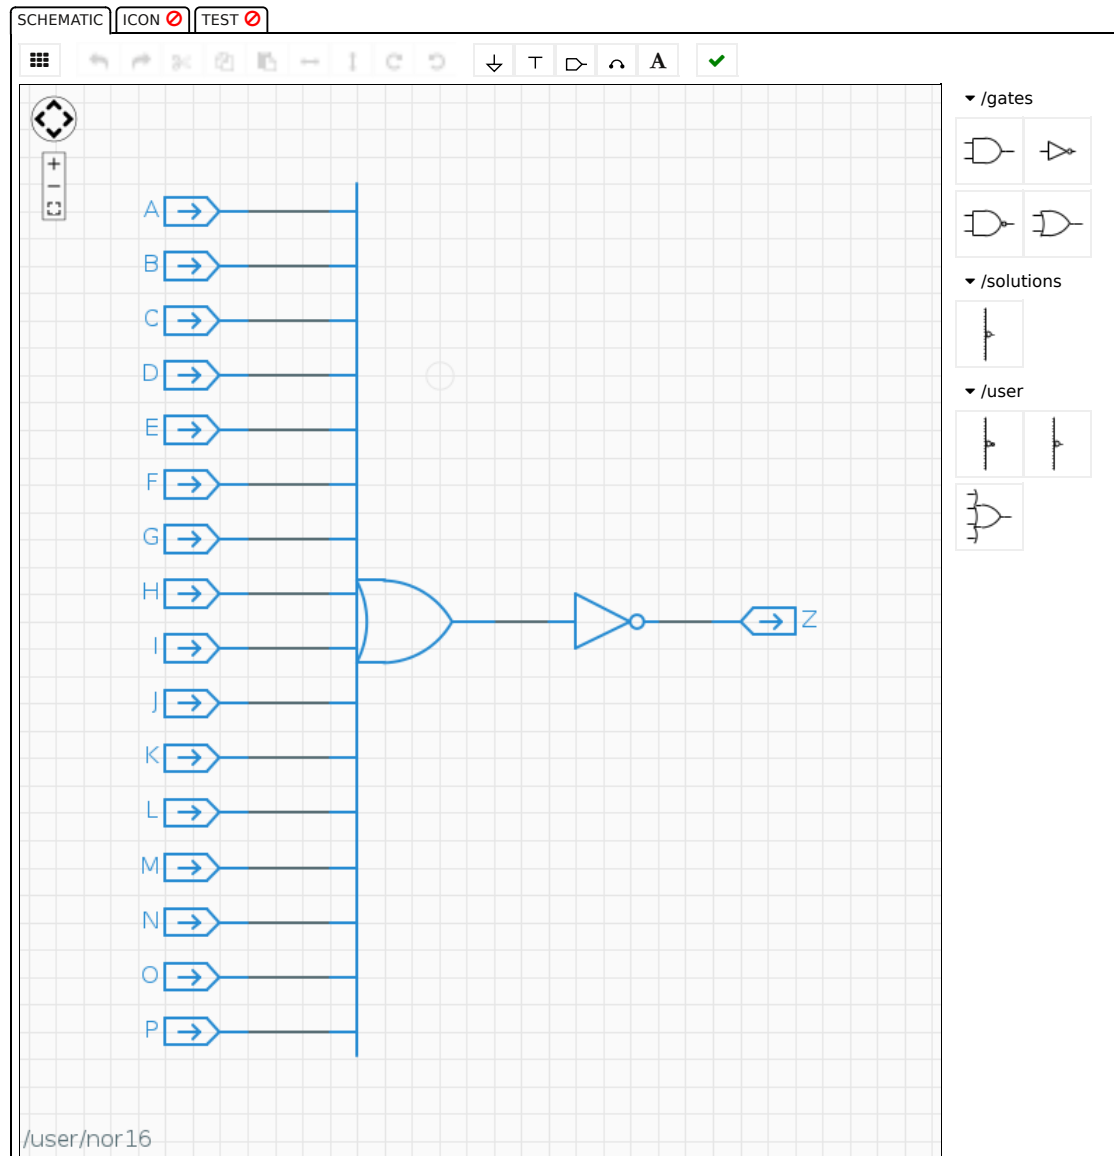 SCHEMATIC ICON TEST
A
/gates
A
B
C
/solutions
D
/user
E
F
G
H
Z
I
J
K
L
M
N
O
P
/user/nor16